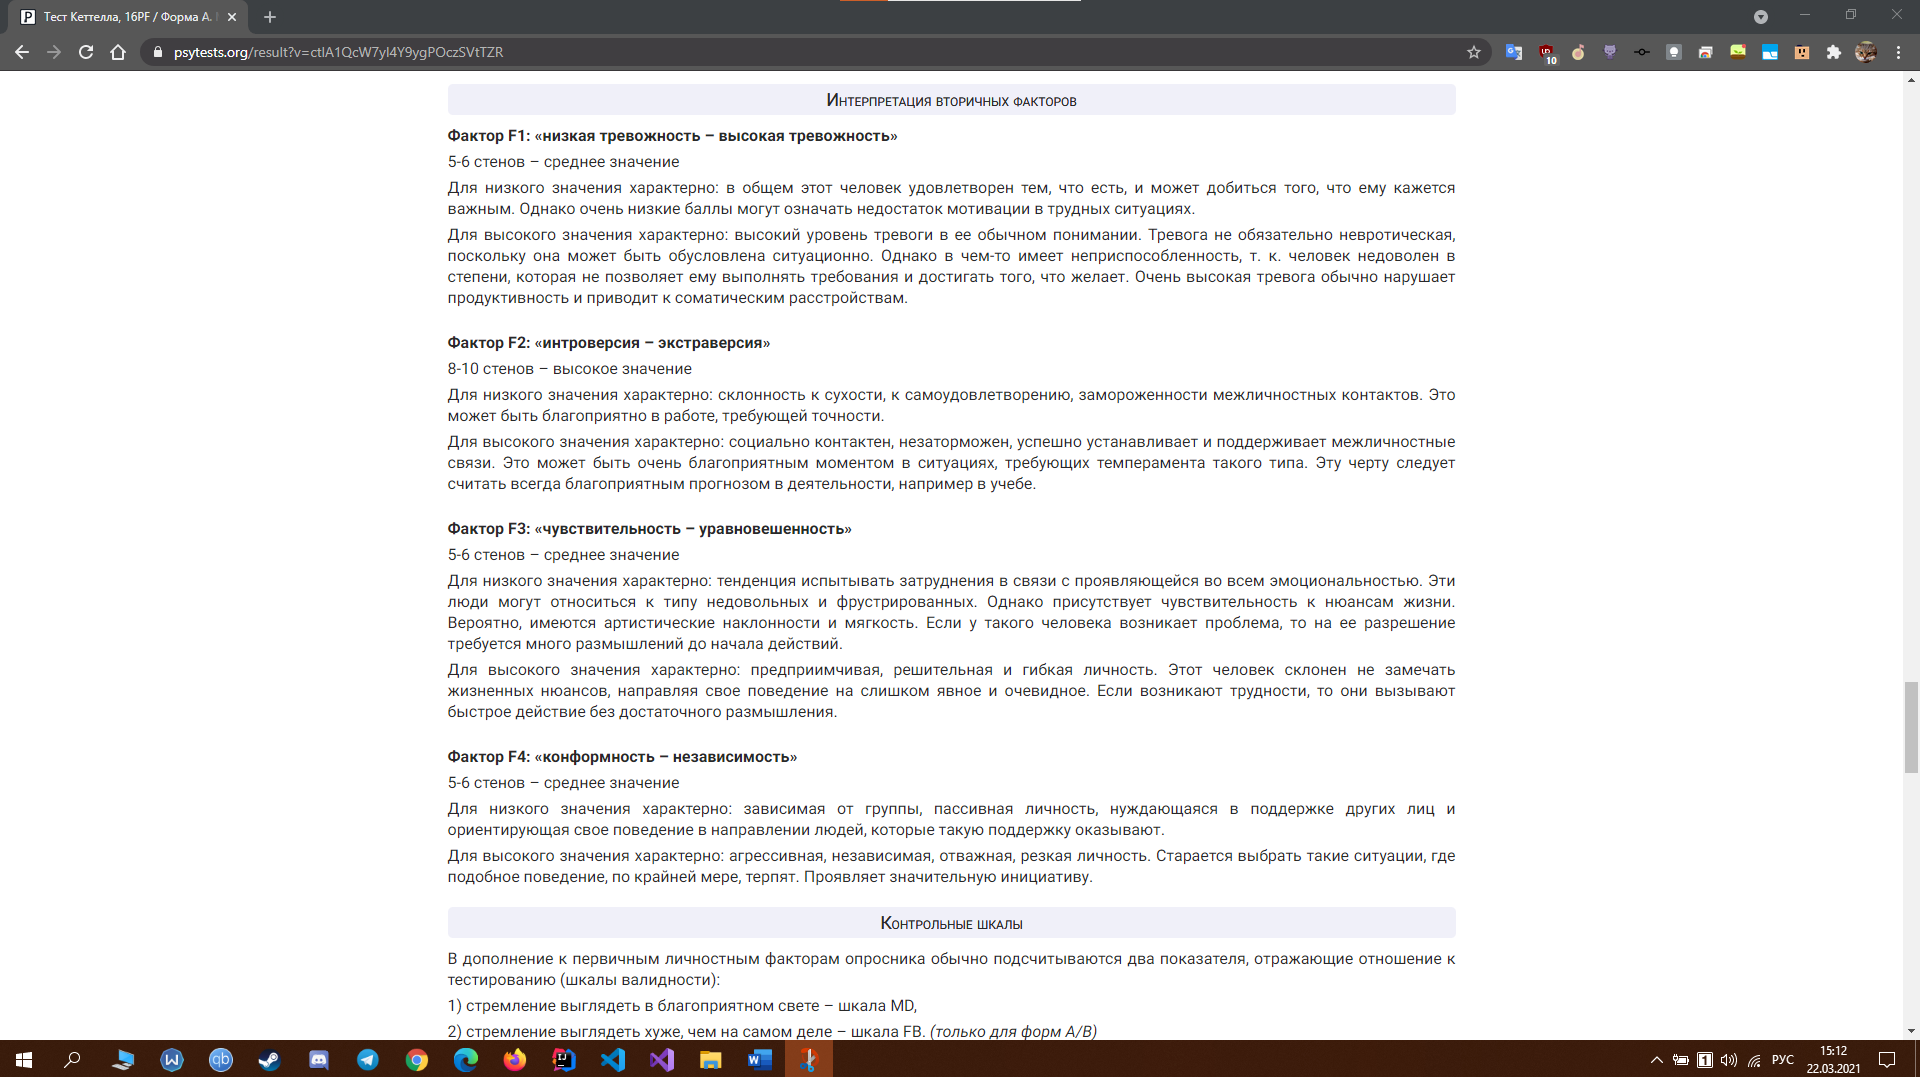 Тест Кеттелла, 16PF / Форма А.
psytests.org/result?v=ctlA1QcW7yl4Y9ygPOczSVtTZR
10
Интерпретация вторичных факторов
Фактор F1: «низкая тревожность – высокая тревожность»
5-6 стенов – среднее значение
Для низкого значения характерно: в общем этот человек удовлетворен тем, что есть, и может добиться того, что ему кажется
важным. Однако очень низкие баллы могут означать недостаток мотивации в трудных ситуациях.
Для высокого значения характерно: высокий уровень тревоги в ее обычном понимании. Тревога не обязательно невротическая,
поскольку она может быть обусловлена ситуационно. Однако в чем-то имеет неприспособленность, т. к. человек недоволен в
степени, которая не позволяет ему выполнять требования и достигать того, что желает. Очень высокая тревога обычно нарушает
продуктивность и приводит к соматическим расстройствам.
Фактор F2: «интроверсия – экстраверсия»
8-10 стенов – высокое значение
Для низкого значения характерно: склонность к сухости, к самоудовлетворению, замороженности межличностных контактов. Это
может быть благоприятно в работе, требующей точности.
Для высокого значения характерно: социально контактен, незаторможен, успешно устанавливает и поддерживает межличностные
связи. Это может быть очень благоприятным моментом в ситуациях, требующих темперамента такого типа. Эту черту следует
считать всегда благоприятным прогнозом в деятельности, например в учебе.
Фактор F3: «чувствительность – уравновешенность»
5-6 стенов – среднее значение
Для низкого значения характерно: тенденция испытывать затруднения в связи с проявляющейся во всем эмоциональностью. Эти
люди могут относиться к типу недовольных и фрустрированных. Однако присутствует чувствительность к нюансам жизни.
Вероятно, имеются артистические наклонности и мягкость. Если у такого человека возникает проблема, то на ее разрешение
требуется много размышлений до начала действий.
Для высокого значения характерно: предприимчивая, решительная и гибкая личность. Этот человек склонен не замечать
жизненных нюансов, направляя свое поведение на слишком явное и очевидное. Если возникают трудности, то они вызывают
быстрое действие без достаточного размышления.
Фактор F4: «конформность – независимость»
5-6 стенов – среднее значение
Для низкого значения характерно: зависимая от группы, пассивная личность, нуждающаяся в поддержке других лиц и
ориентирующая свое поведение в направлении людей, которые такую поддержку оказывают.
Для высокого значения характерно: агрессивная, независимая, отважная, резкая личность. Старается выбрать такие ситуации, где
подобное поведение, по крайней мере, терпят. Проявляет значительную инициативу.
Контрольные шкалы
В дополнение к первичным личностным факторам опросника обычно подсчитываются два показателя, отражающие отношение к
тестированию (шкалы валидности):
1) стремление выглядеть в благоприятном свете – шкала MD,
2) стремление выглядеть хуже, чем на самом деле – шкала FB. (только для форм А/В)
РУС
15:12
22.03.2021